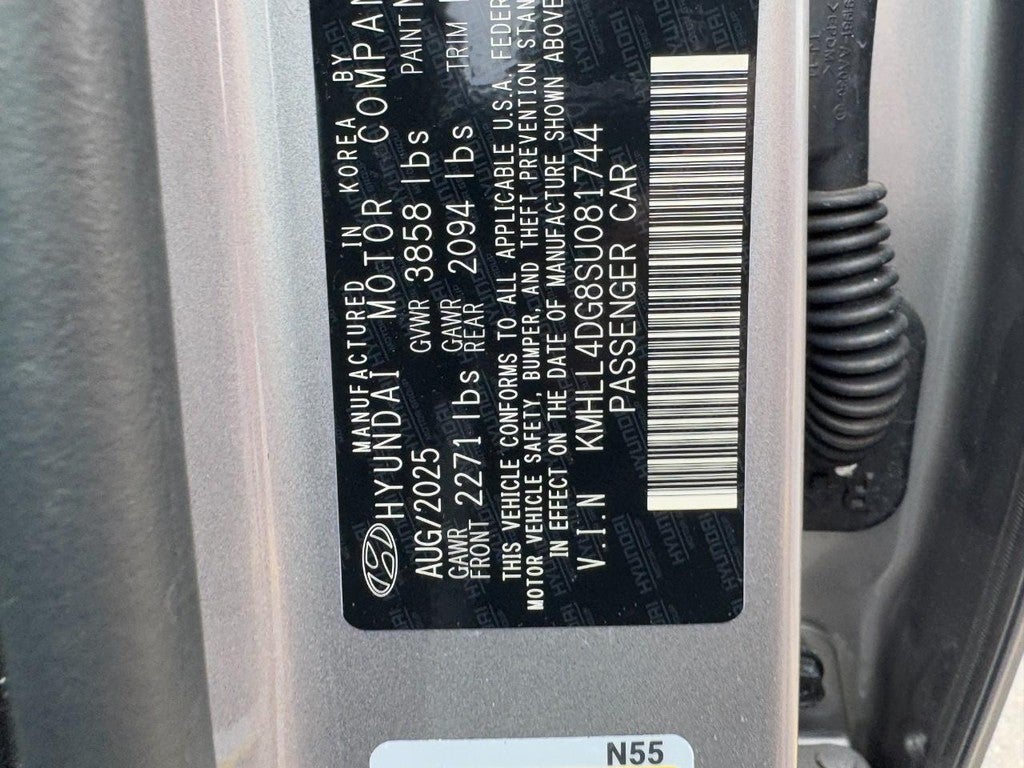 MANUFACTURED IN KOREA BY
HYUNDAI MOTOR COMPAN
AUG/2025 GVWR 3858 lbs PAINT
GAWR FRONT 2271 lbs GAWR REAR 2094 lbs TRIM
THIS VEHICLE CONFORMS TO ALL APPLICABLE U.S.A. FEDER
MOTOR VEHICLE SAFETY, BUMPER, AND THEFT PREVENTION STAN
IN EFFECT ON THE DATE OF MANUFACTURE SHOWN ABOVE
V.I.N KMHLL4DG8SU081744
PASSENGER CAR
N55